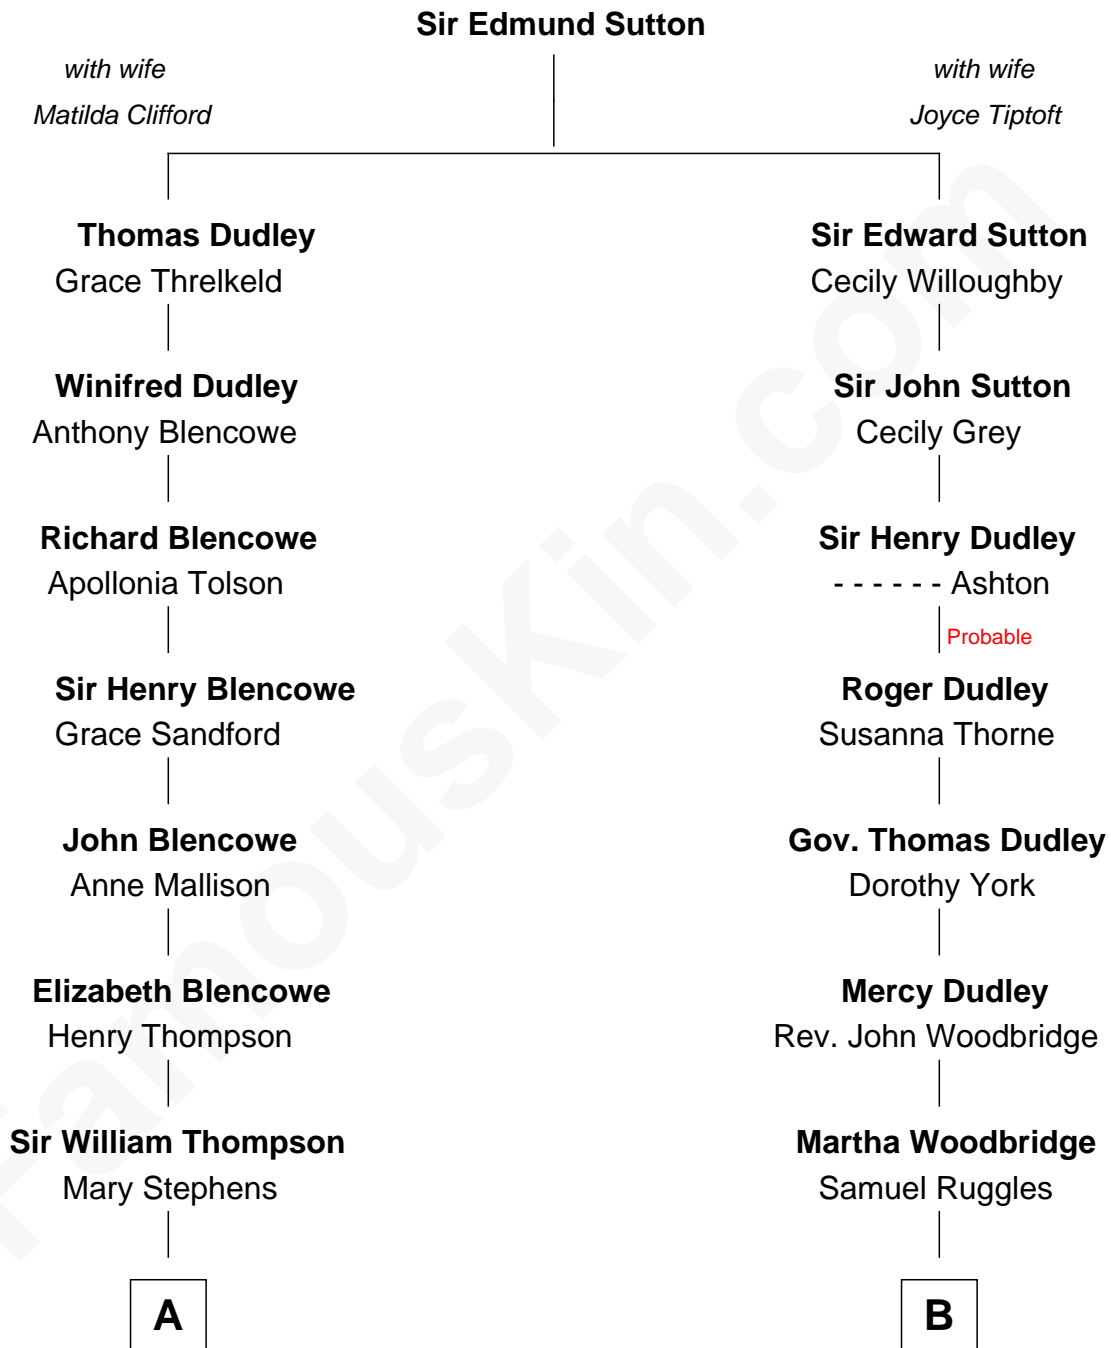 Sir Edmund Sutton
with wife
Matilda Clifford
with wife
Joyce Tiptoft
Thomas Dudley
Grace Threlkeld
Sir Edward Sutton
Cecily Willoughby
Winifred Dudley
Anthony Blencowe
Sir John Sutton
Cecily Grey
Richard Blencowe
Apollonia Tolson
Sir Henry Dudley
- - - - - - Ashton
Probable
Sir Henry Blencowe
Grace Sandford
Roger Dudley
Susanna Thorne
John Blencowe
Anne Mallison
Gov. Thomas Dudley
Dorothy York
Elizabeth Blencowe
Henry Thompson
Mercy Dudley
Rev. John Woodbridge
Sir William Thompson
Mary Stephens
Martha Woodbridge
Samuel Ruggles
A
B
FamousKin.com